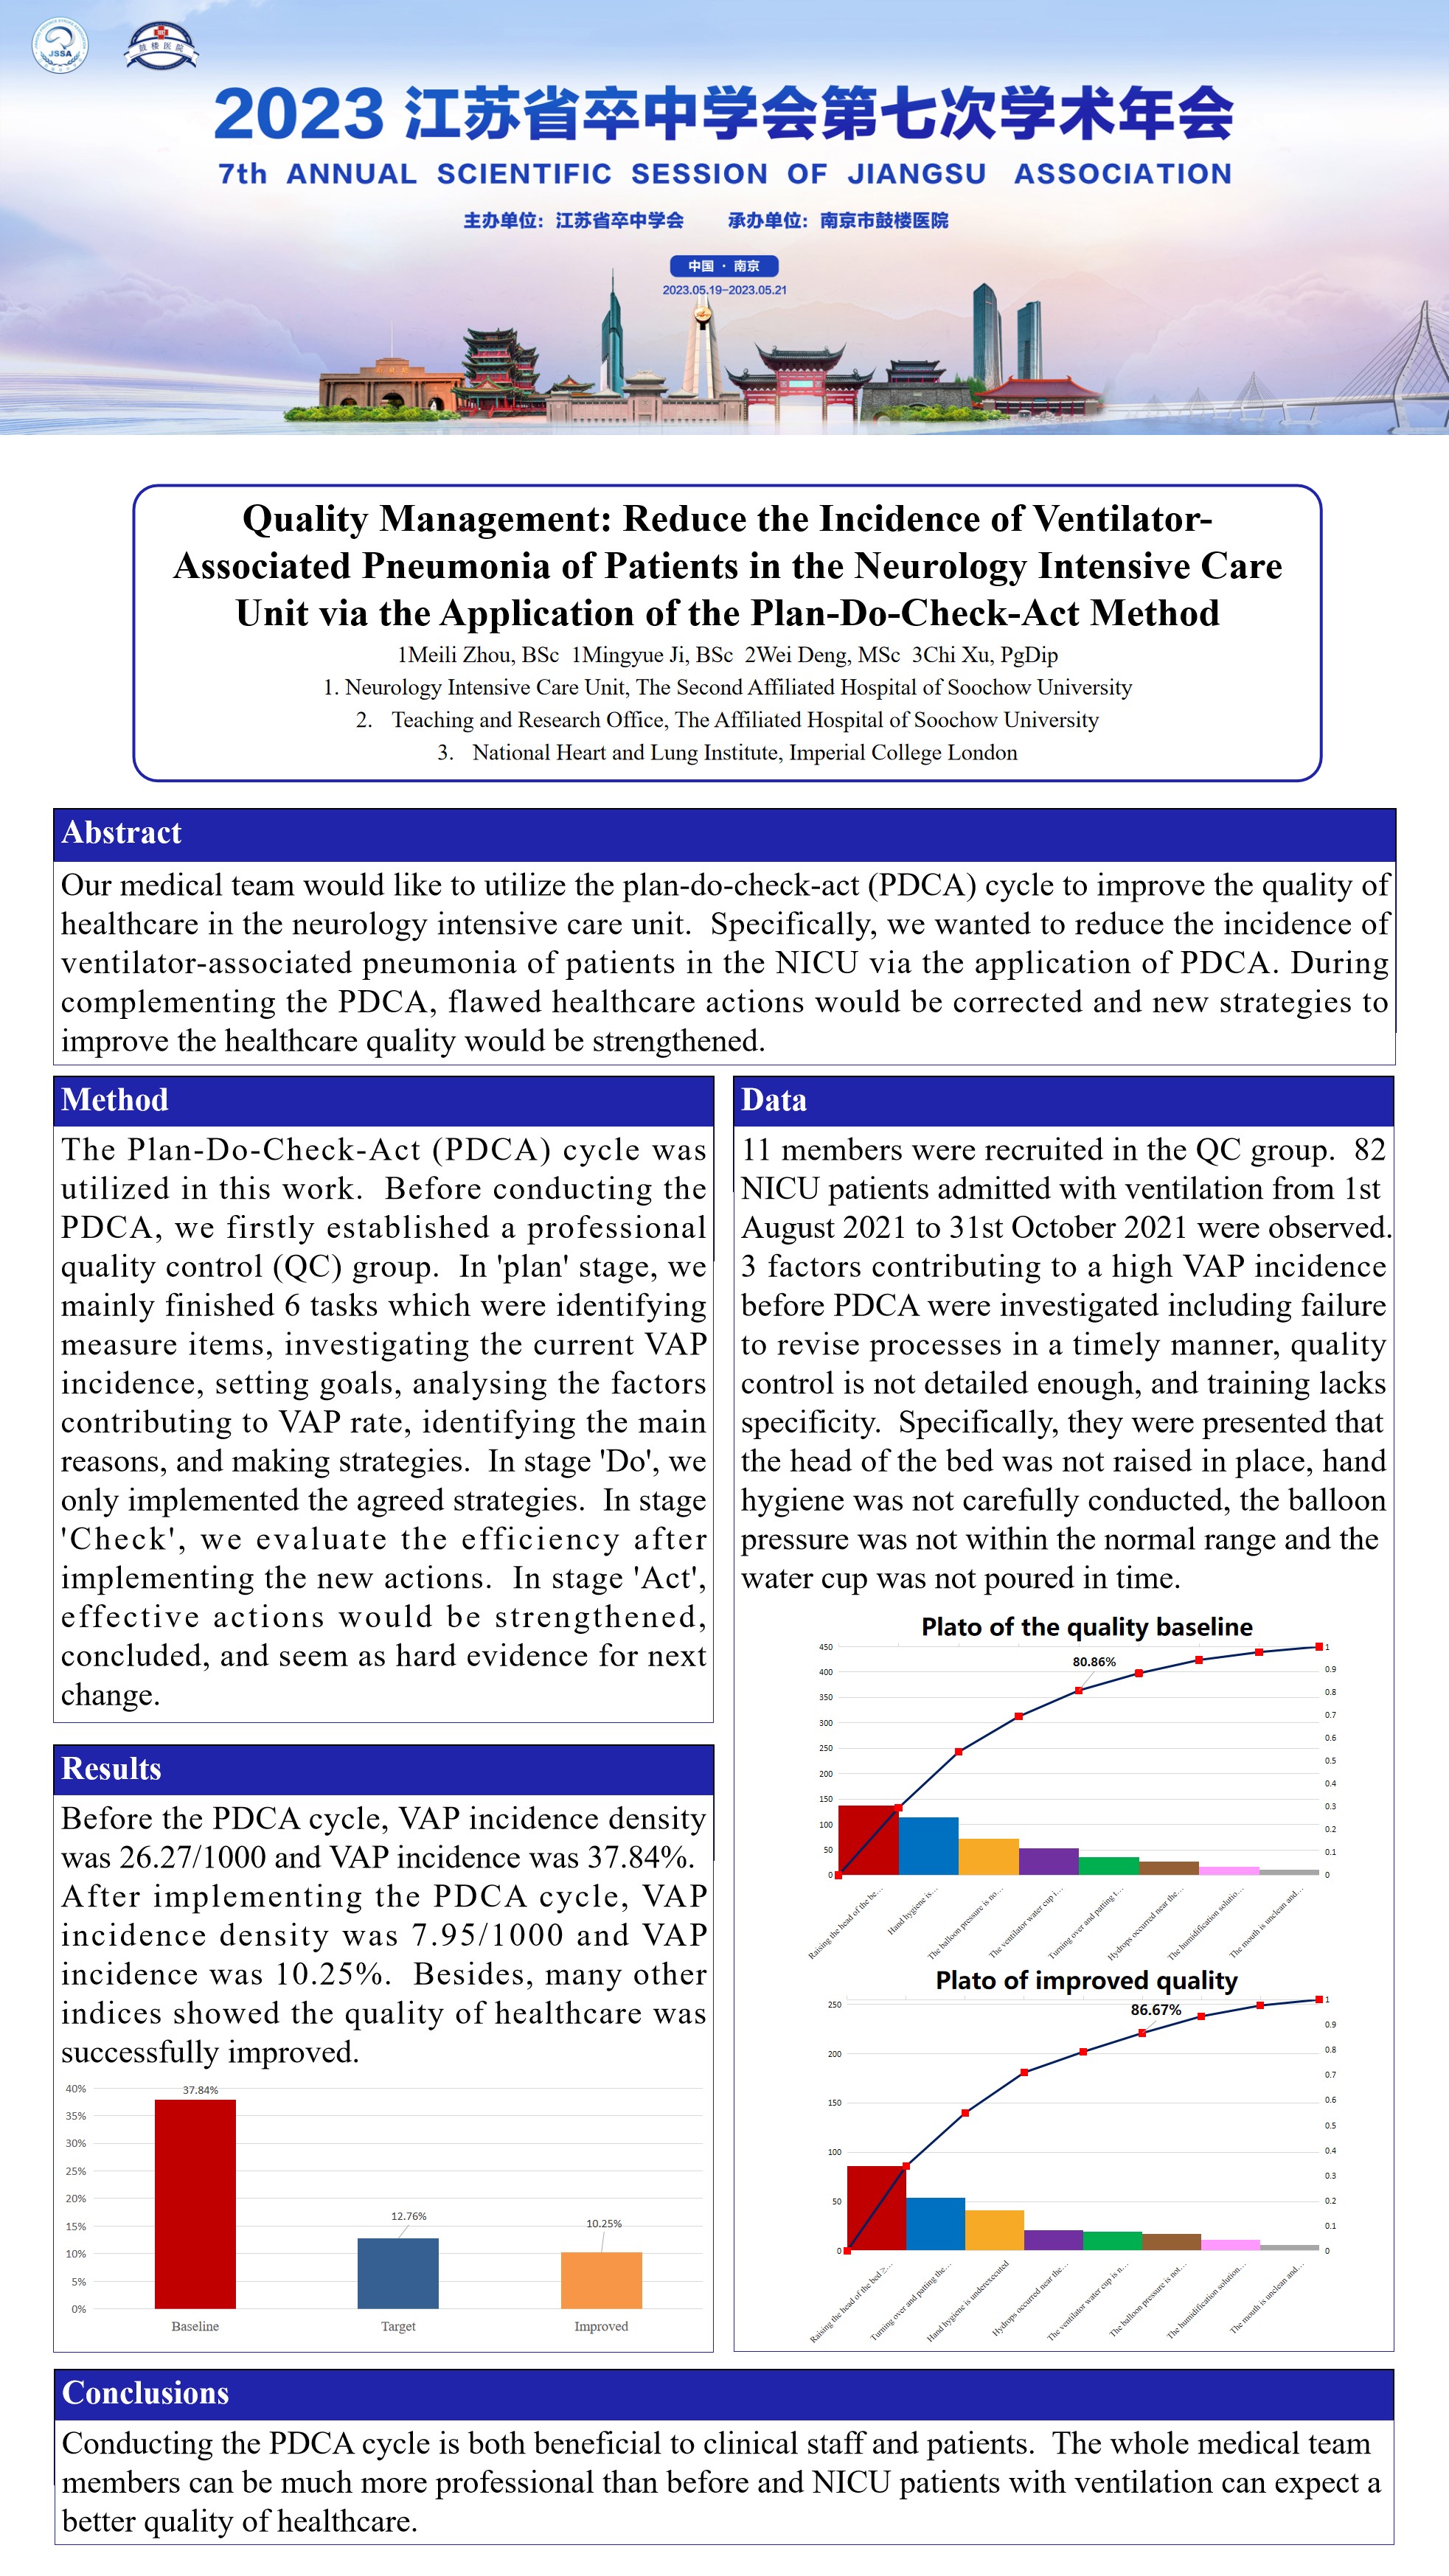 JSSA
鼓楼医院
2023 江苏省卒中学会第七次学术年会
7th ANNUAL SCIENTIFIC SESSION OF JIANGSU ASSOCIATION
主办单位：江苏省卒中学会 承办单位：南京市鼓楼医院
中国 · 南京
2023.05.19-2023.05.21
Quality Management: Reduce the Incidence of Ventilator-
Associated Pneumonia of Patients in the Neurology Intensive Care
Unit via the Application of the Plan-Do-Check-Act Method
1Meili Zhou, BSc 1Mingyue Ji, BSc 2Wei Deng, MSc 3Chi Xu, PgDip
1. Neurology Intensive Care Unit, The Second Affiliated Hospital of Soochow University
2. Teaching and Research Office, The Affiliated Hospital of Soochow University
3. National Heart and Lung Institute, Imperial College London
Abstract
Our medical team would like to utilize the plan-do-check-act (PDCA) cycle to improve the quality of
healthcare in the neurology intensive care unit. Specifically, we wanted to reduce the incidence of
ventilator-associated pneumonia of patients in the NICU via the application of PDCA. During
complementing the PDCA, flawed healthcare actions would be corrected and new strategies to
improve the healthcare quality would be strengthened.
Method
The Plan-Do-Check-Act (PDCA) cycle was
utilized in this work. Before conducting the
PDCA, we firstly established a professional
quality control (QC) group. In 'plan' stage, we
mainly finished 6 tasks which were identifying
measure items, investigating the current VAP
incidence, setting goals, analysing the factors
contributing to VAP rate, identifying the main
reasons, and making strategies. In stage 'Do', we
only implemented the agreed strategies. In stage
'Check', we evaluate the efficiency after
implementing the new actions. In stage 'Act',
effective actions would be strengthened,
concluded, and seem as hard evidence for next
change.
Results
Before the PDCA cycle, VAP incidence density
was 26.27/1000 and VAP incidence was 37.84%.
After implementing the PDCA cycle, VAP
incidence density was 7.95/1000 and VAP
incidence was 10.25%. Besides, many other
indices showed the quality of healthcare was
successfully improved.
40%
35%
30%
25%
20%
15%
10%
5%
0%
37.84%
12.76%
10.25%
Baseline
Target
Improved
Data
11 members were recruited in the QC group. 82
NICU patients admitted with ventilation from 1st
August 2021 to 31st October 2021 were observed.
3 factors contributing to a high VAP incidence
before PDCA were investigated including failure
to revise processes in a timely manner, quality
control is not detailed enough, and training lacks
specificity. Specifically, they were presented that
the head of the bed was not raised in place, hand
hygiene was not carefully conducted, the balloon
pressure was not within the normal range and the
water cup was not poured in time.
Plato of the quality baseline
450
400
350
300
250
200
150
100
50
0
80.86%
1
0.9
0.8
0.7
0.6
0.5
0.4
0.3
0.2
0.1
0
Raising the head of the be…
Hand hygiene is…
The balloon pressure is no…
The ventilator water cup i…
Turning over and patting t…
Hydrops occurred near the…
The humidification solutio…
The mouth is unclean and…
Plato of improved quality
250
200
150
100
50
0
86.67%
1
0.9
0.8
0.7
0.6
0.5
0.4
0.3
0.2
0.1
0
Raising the head of the bed ≥…
Turning over and patting the…
Hand hygiene is underexecuted
Hydrops occurred near the…
The ventilator water cup is n…
The balloon pressure is not…
The humidification solution…
The mouth is unclean and…
Conclusions
Conducting the PDCA cycle is both beneficial to clinical staff and patients. The whole medical team
members can be much more professional than before and NICU patients with ventilation can expect a
better quality of healthcare.